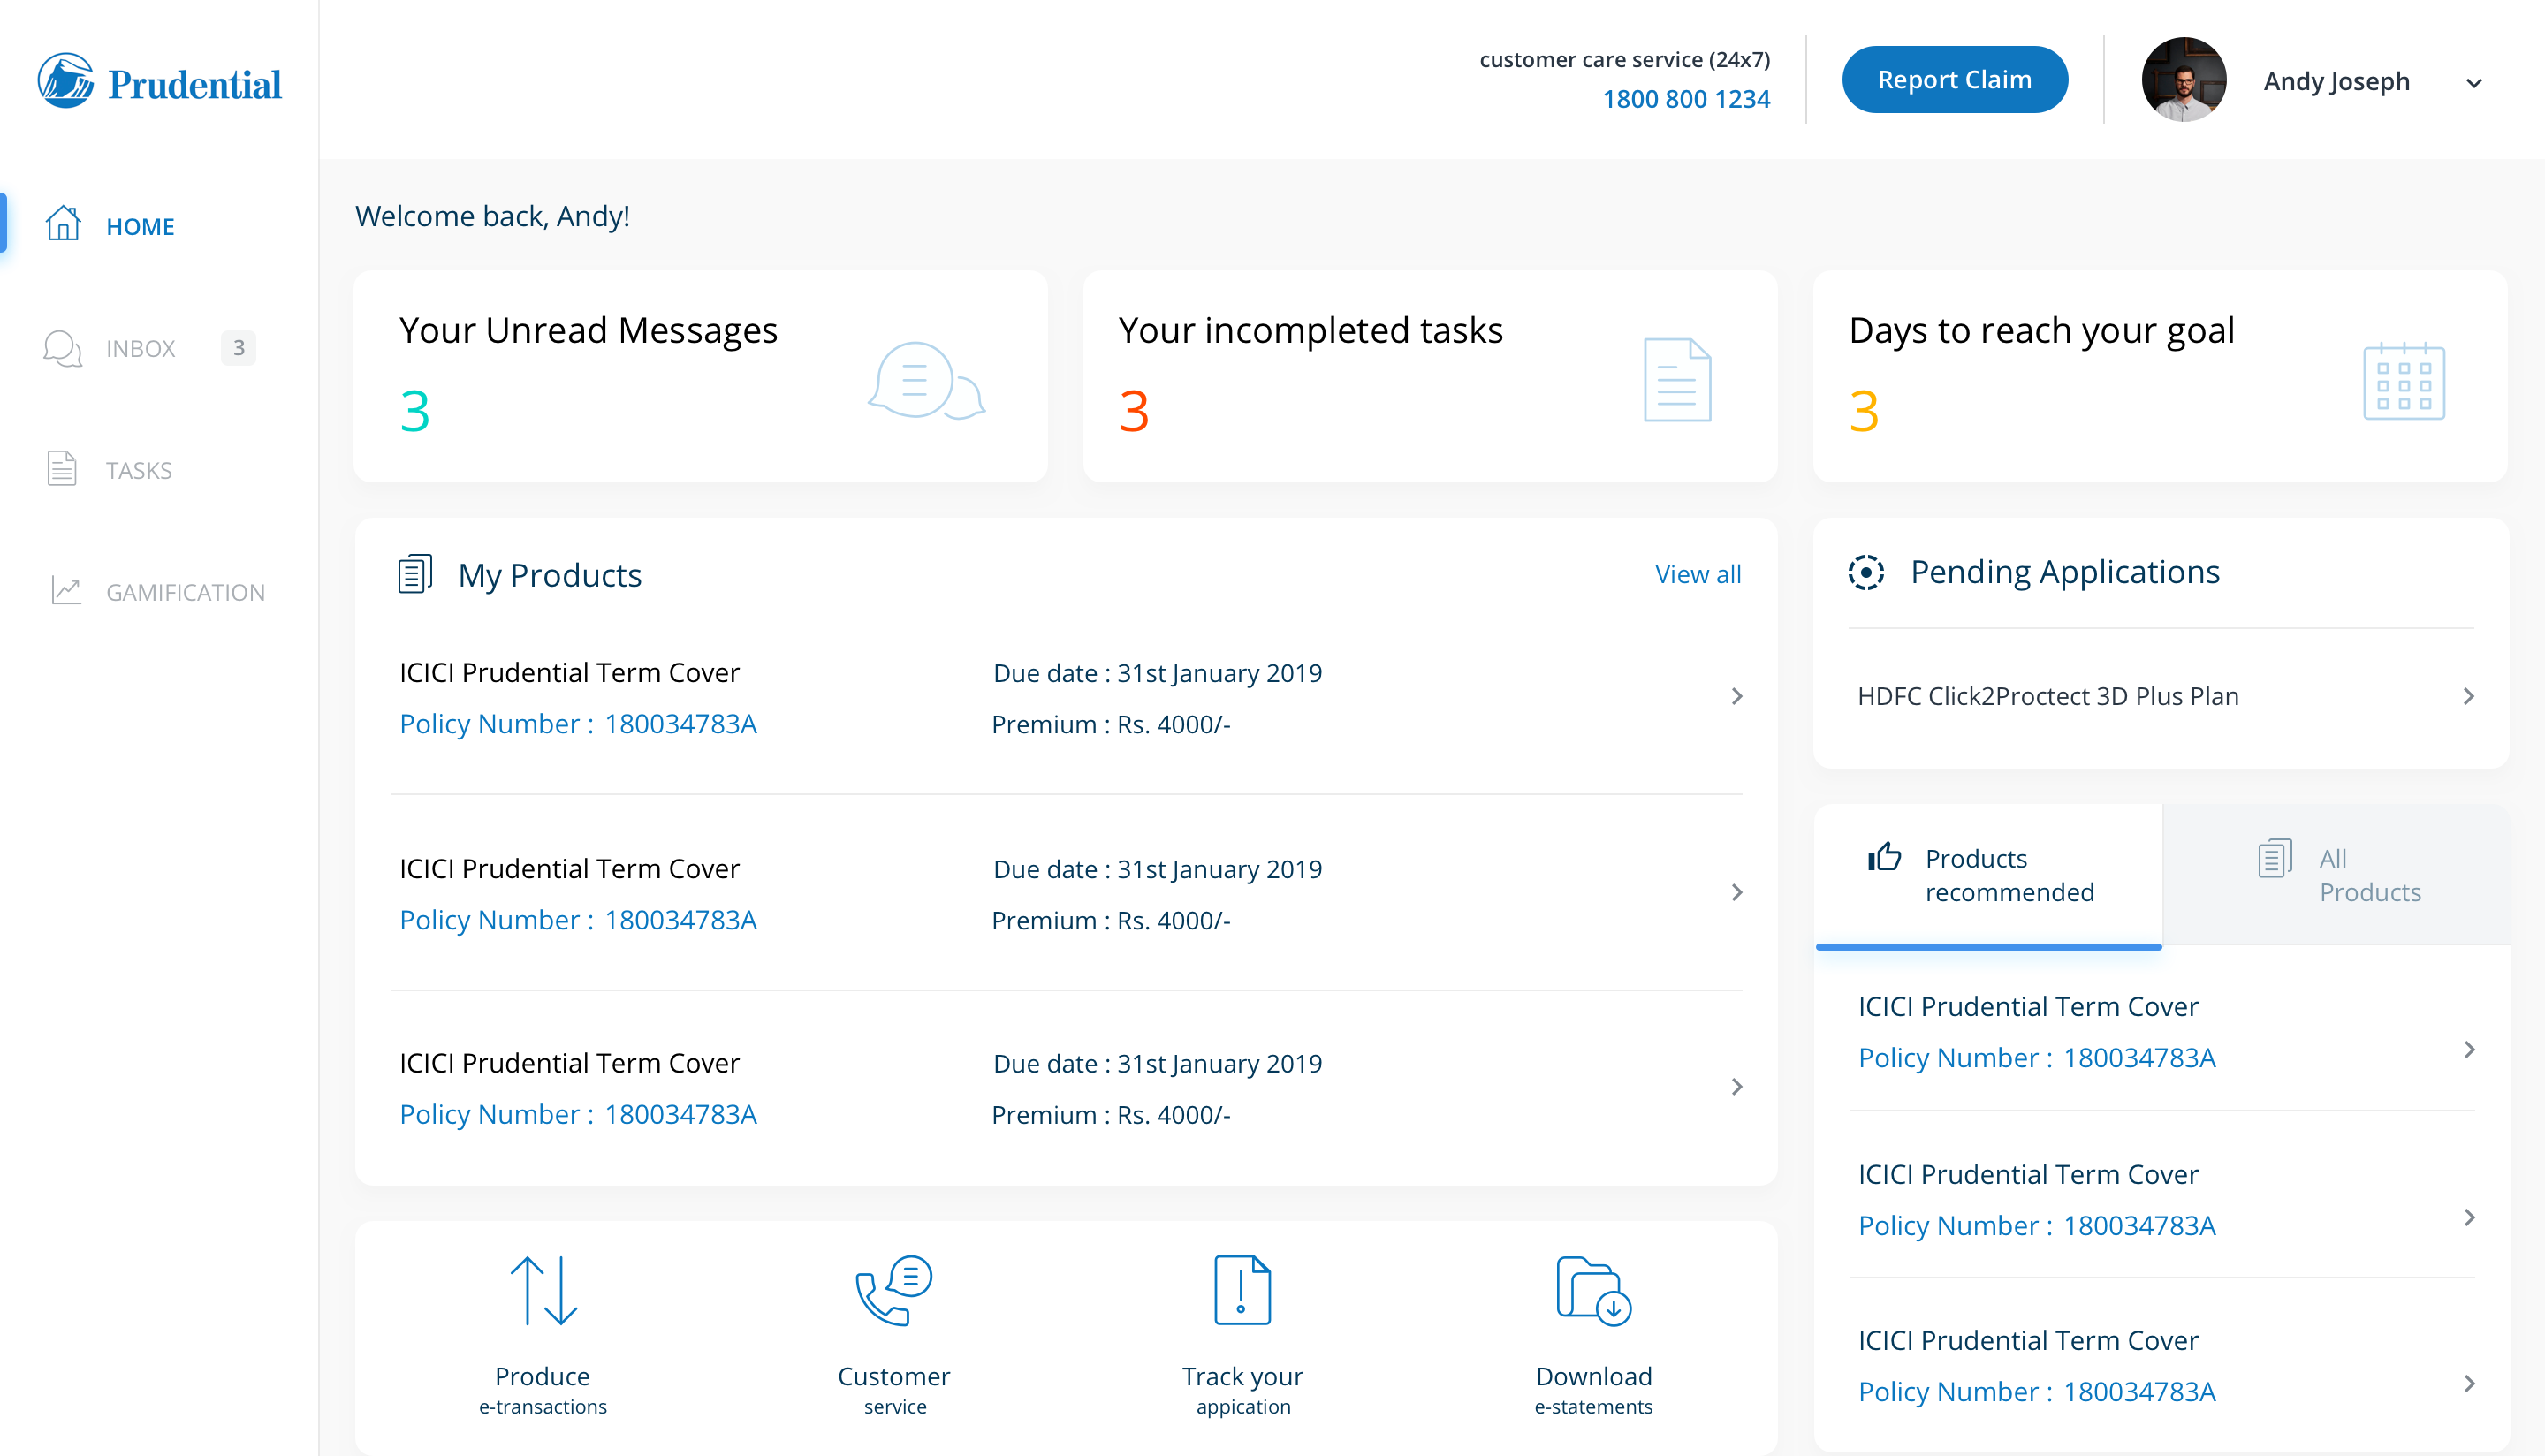 Prudential
customer care service (24x7)
1800 800 1234
Report Claim
Andy Joseph
HOME
INBOX 3
TASKS
GAMIFICATION
Welcome back, Andy!
Your Unread Messages
3
Your incompleted tasks
3
Days to reach your goal
3
My Products
View all
ICICI Prudential Term Cover
Due date : 31st January 2019
Policy Number : 180034783A
Premium : Rs. 4000/-
ICICI Prudential Term Cover
Due date : 31st January 2019
Policy Number : 180034783A
Premium : Rs. 4000/-
ICICI Prudential Term Cover
Due date : 31st January 2019
Policy Number : 180034783A
Premium : Rs. 4000/-
Pending Applications
HDFC Click2Proctect 3D Plus Plan
Products
recommended
All
Products
ICICI Prudential Term Cover
Policy Number : 180034783A
ICICI Prudential Term Cover
Policy Number : 180034783A
ICICI Prudential Term Cover
Policy Number : 180034783A
Produce
e-transactions
Customer
service
Track your
appication
Download
e-statements